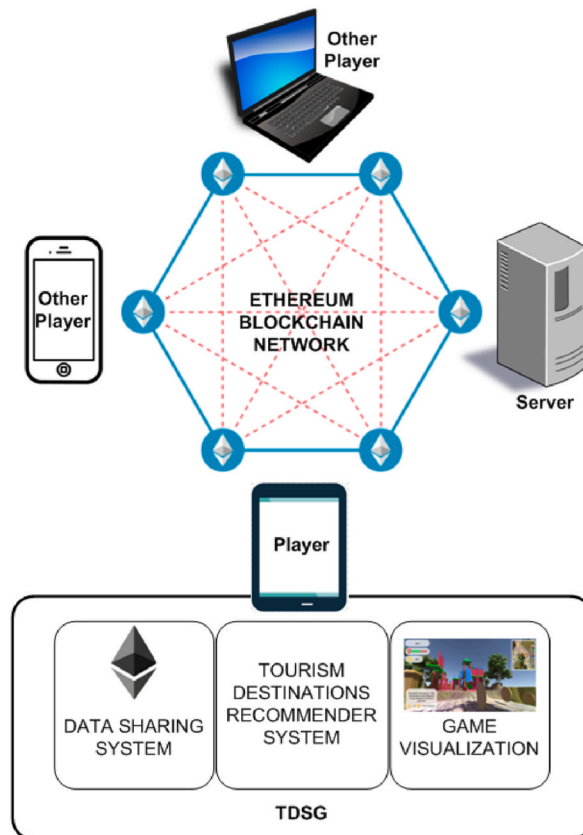 Other
Player
Other
Player
ETHEREUM
BLOCKCHAIN
NETWORK
Server
Player
DATA SHARING
SYSTEM
TOURISM
DESTINATIONS
RECOMMENDER
SYSTEM
GAME
VISUALIZATION
TDSG